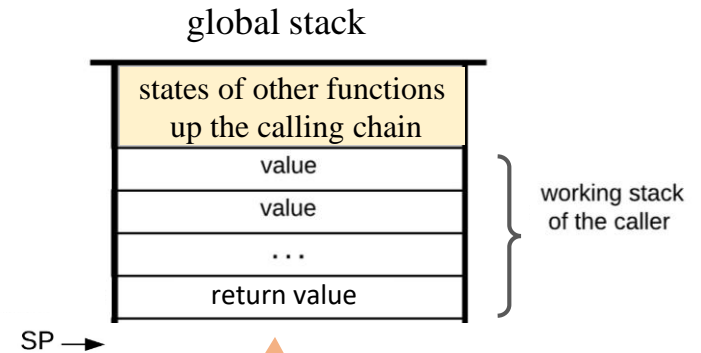 global stack
states of other functions
up the calling chain
value
value
. . .
return value
working stack
of the caller
SP